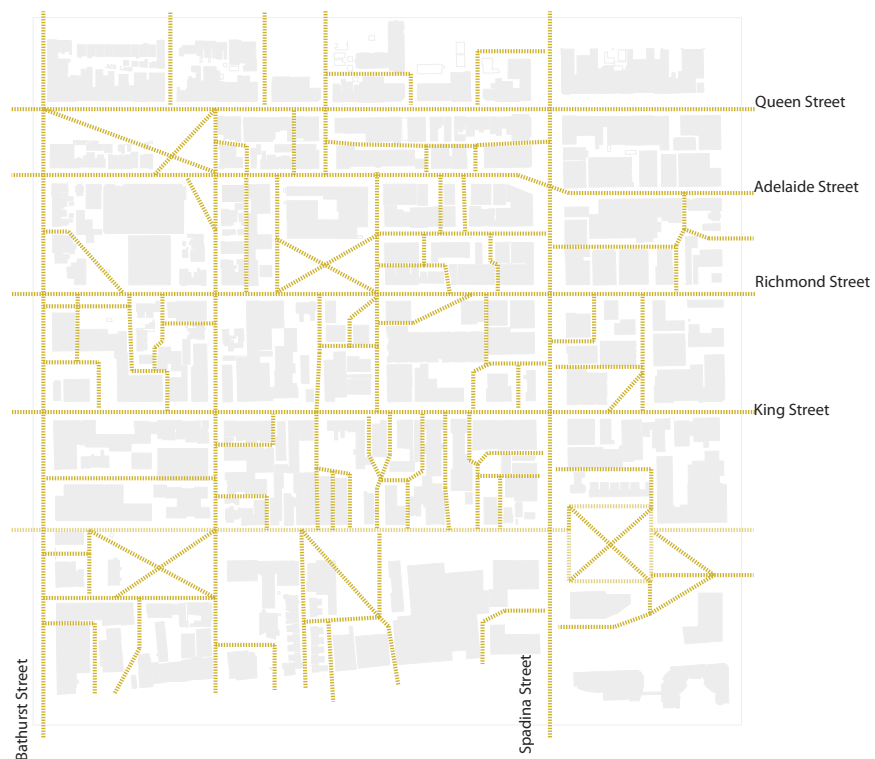 Queen Street
Adelaide Street
Richmond Street
King Street
Bathurst Street
Spadina Street